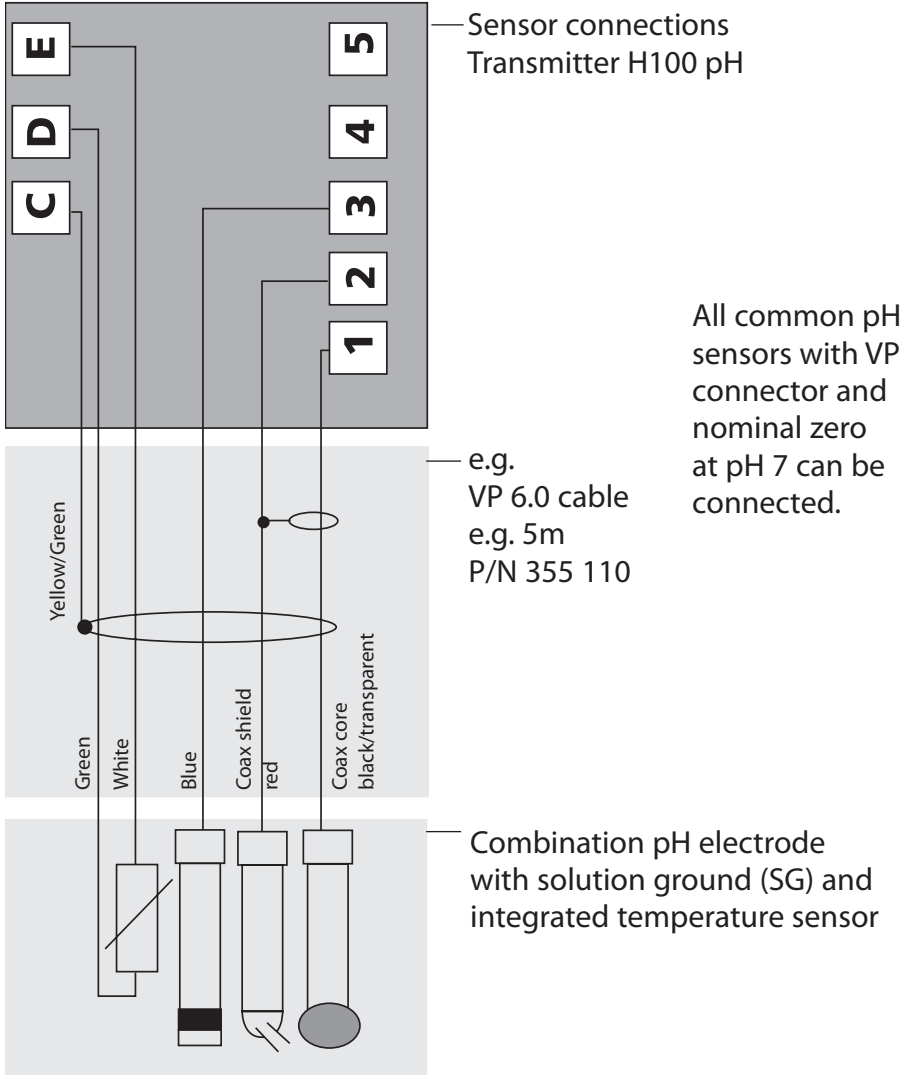 Sensor connections
Transmitter H100 pH
E
D
C
5
4
3
2
1
All common pH
sensors with VP
connector and
nominal zero
at pH 7 can be
connected.
e.g.
VP 6.0 cable
e.g. 5m
P/N 355 110
Yellow/Green
Green
White
Blue
Coax shield
red
Coax core
black/transparent
Combination pH electrode
with solution ground (SG) and
integrated temperature sensor